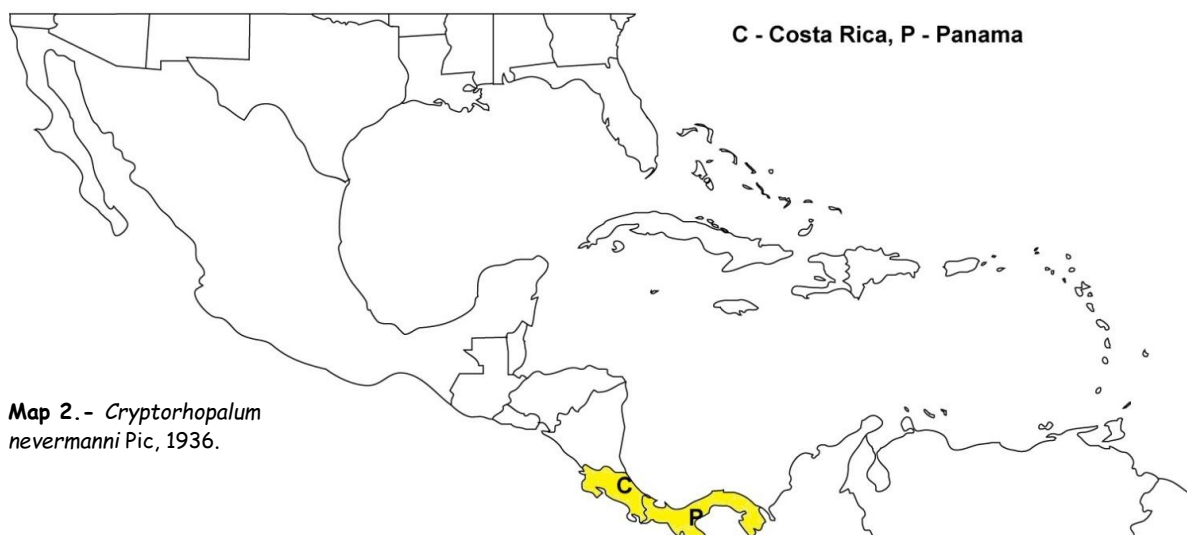 C - Costa Rica, P - Panama
Map 2.- Cryptorhopalum
nevermanni Pic, 1936.
C
P